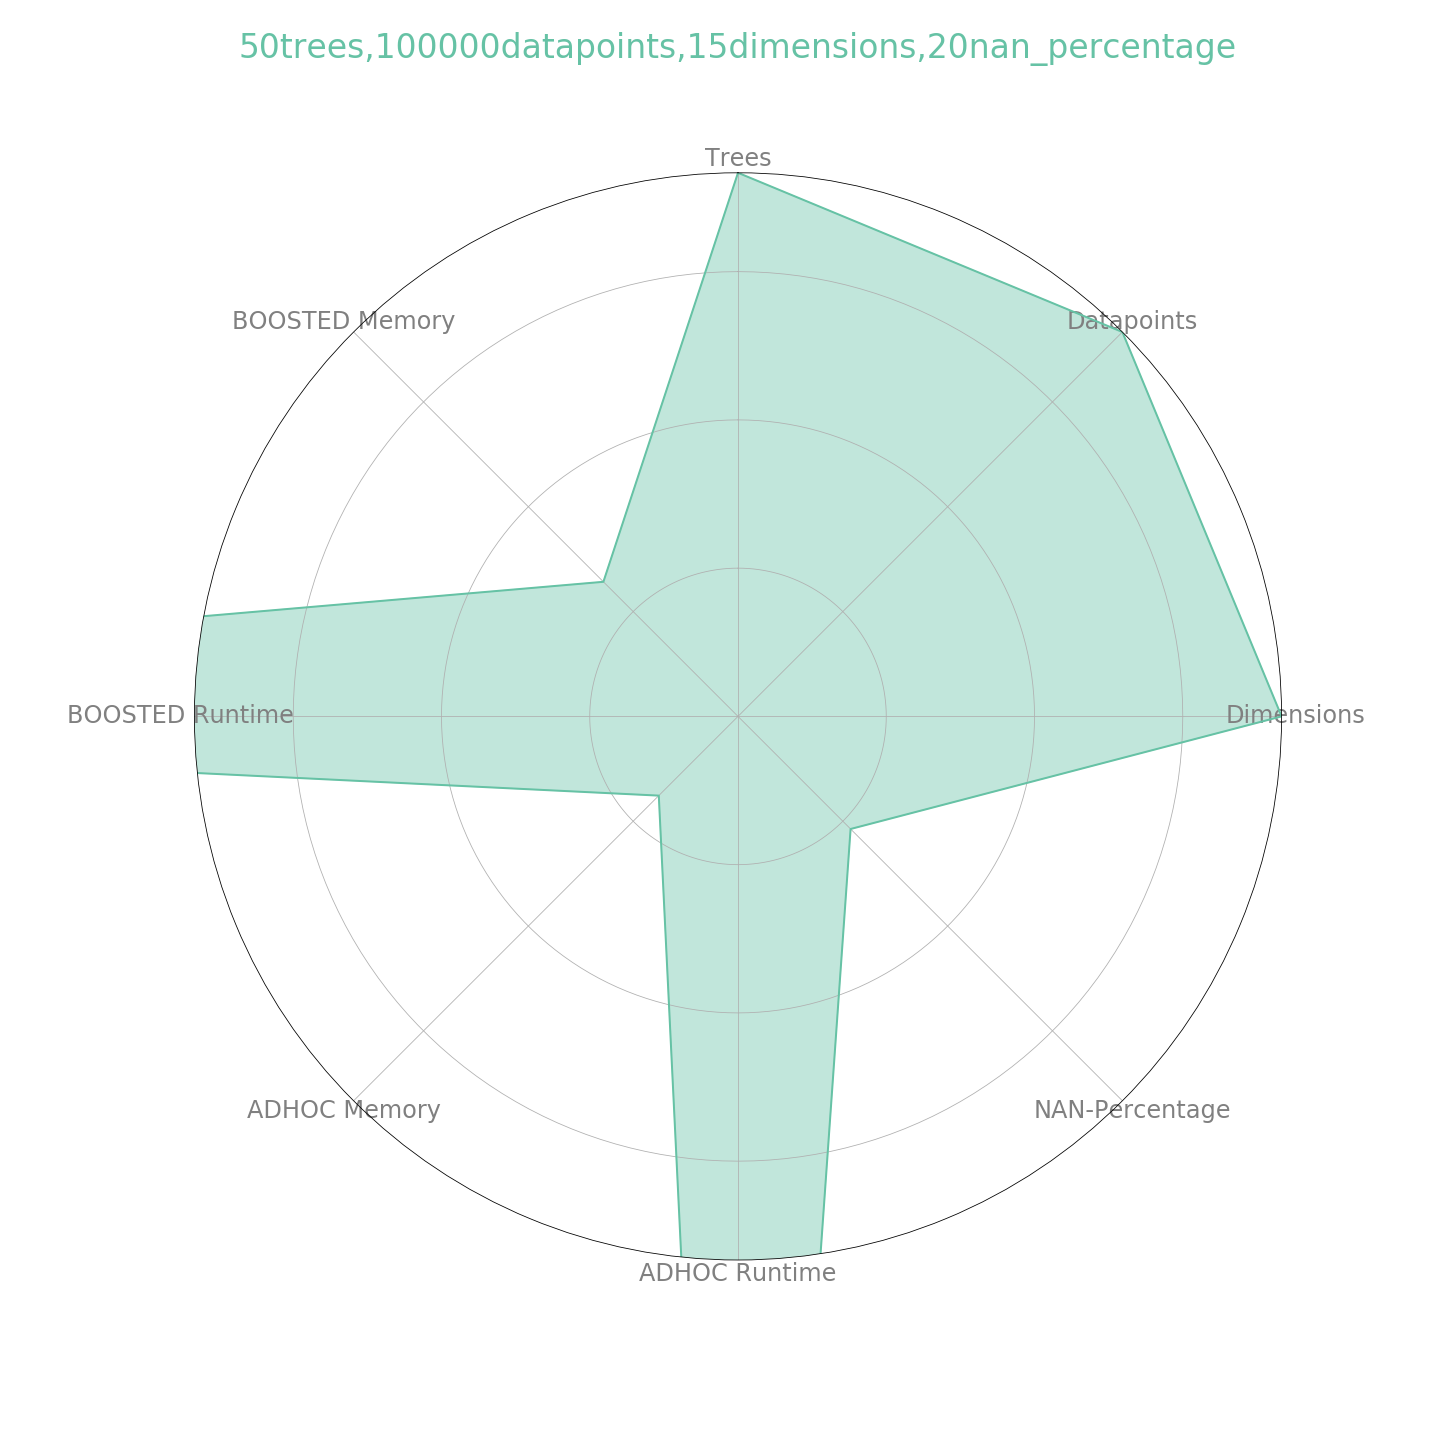 50trees,100000datapoints,15dimensions,20nan_percentage
Trees
BOOSTED Memory
Datapoints
BOOSTED Runtime
Dimensions
ADHOC Memory
NAN-Percentage
ADHOC Runtime